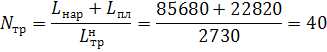 N_тр = (L_нар + L_пл) / L_тр^н = (85680 + 22820) / 2730 = 40